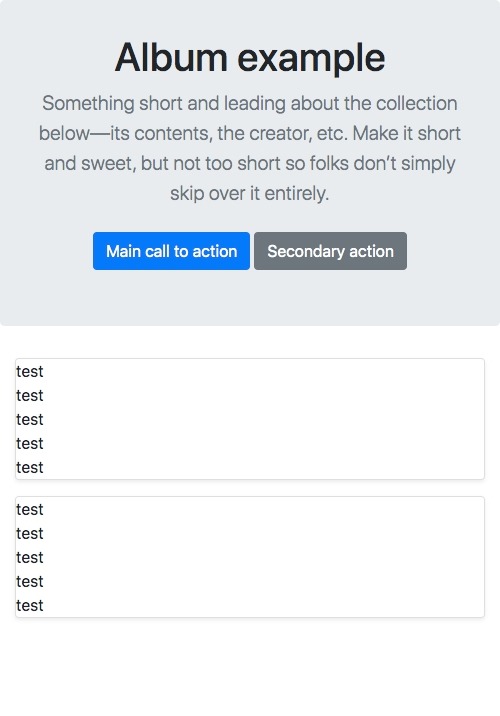 Album example
Something short and leading about the collection
below—its contents, the creator, etc. Make it short
and sweet, but not too short so folks don’t simply
skip over it entirely.
Main call to action
Secondary action
test
test
test
test
test
test
test
test
test
test